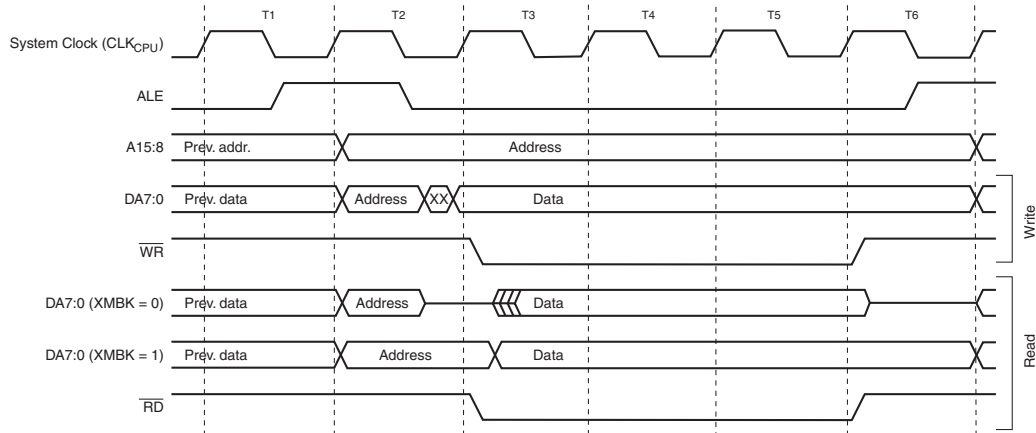 T1 T2 T3 T4 T5 T6
System Clock (CLKCPU)
ALE
A15:8 Prev. addr. Address
DA7:0 Prev. data Address XX Data
WR
Write
DA7:0 (XMBK = 0) Prev. data Address Data
DA7:0 (XMBK = 1) Prev. data Address Data
RD
Read